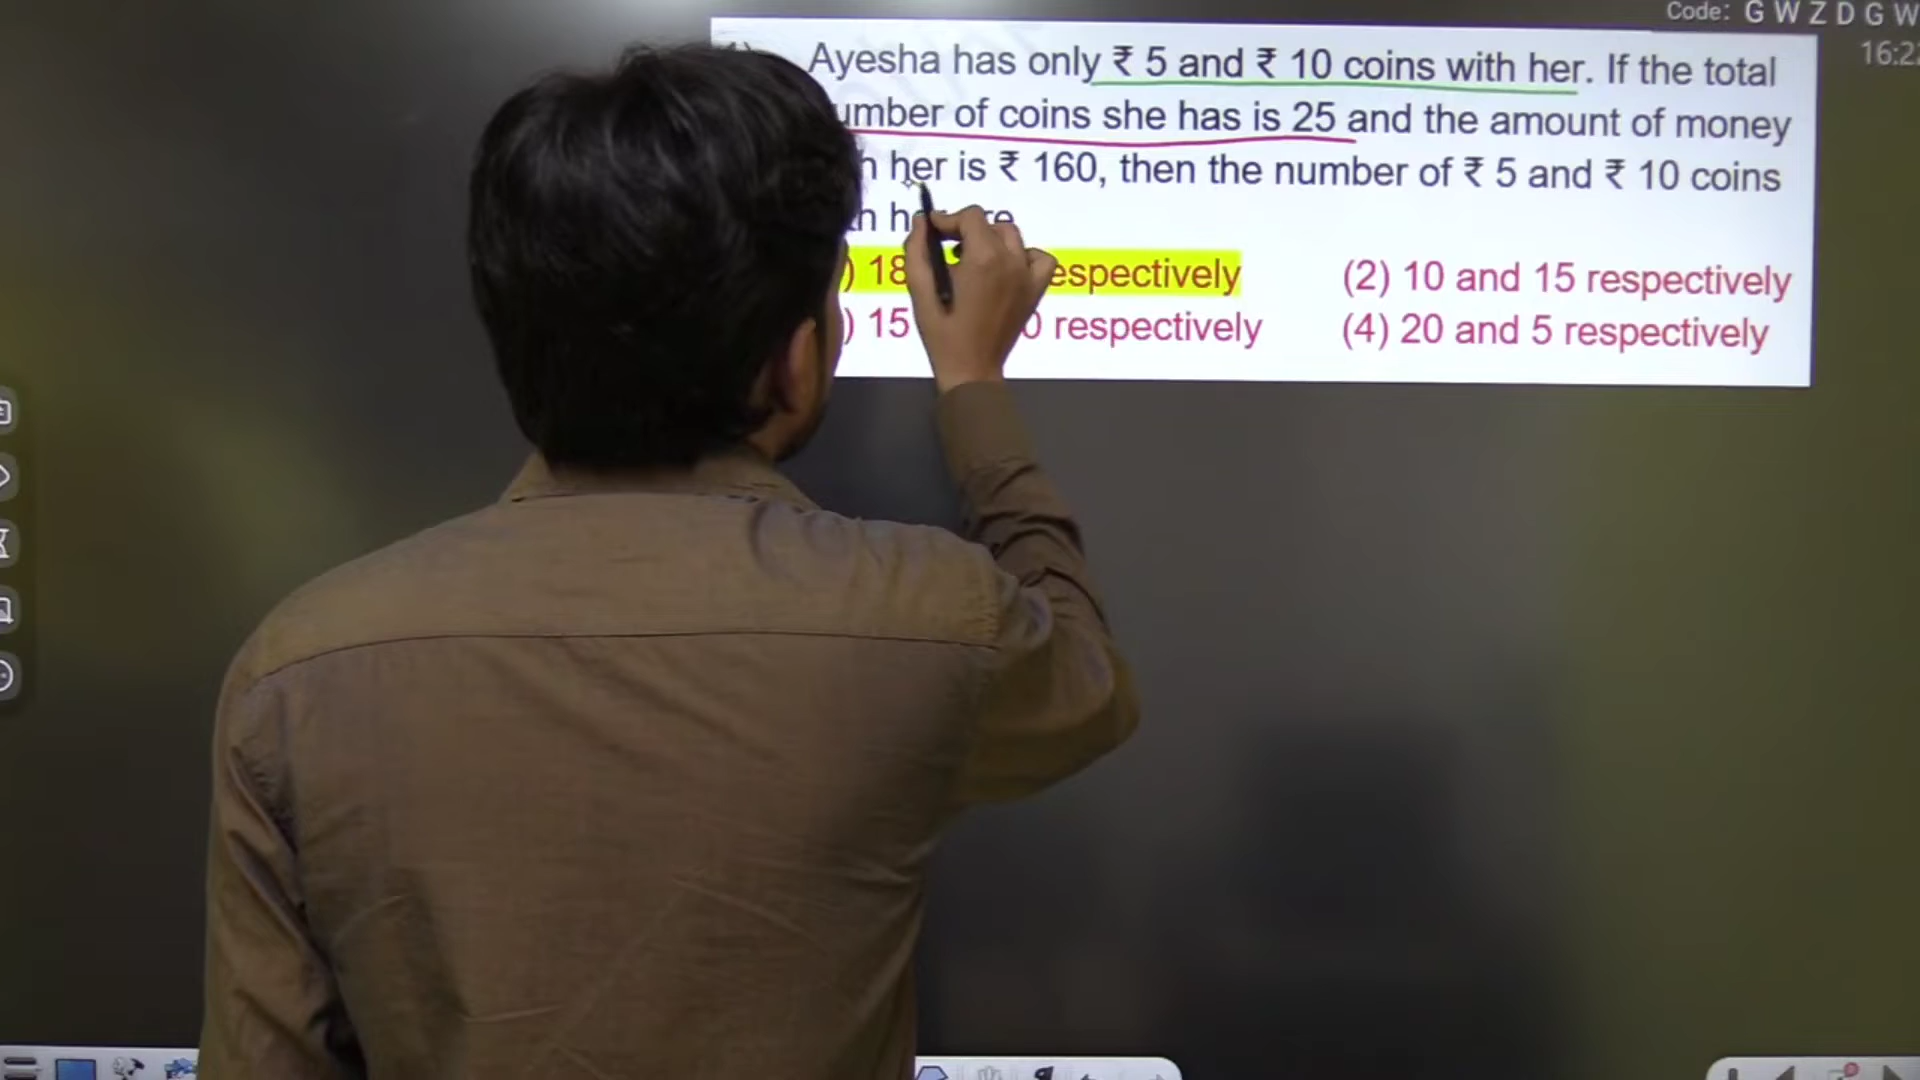 Code: G W Z D G W
16:2
Ayesha has only ₹ 5 and ₹ 10 coins with her. If the total
umber of coins she has is 25 and the amount of money
h her is ₹ 160, then the number of ₹ 5 and ₹ 10 coins
) 18 espectively
(2) 10 and 15 respectively
) 15 0 respectively
(4) 20 and 5 respectively